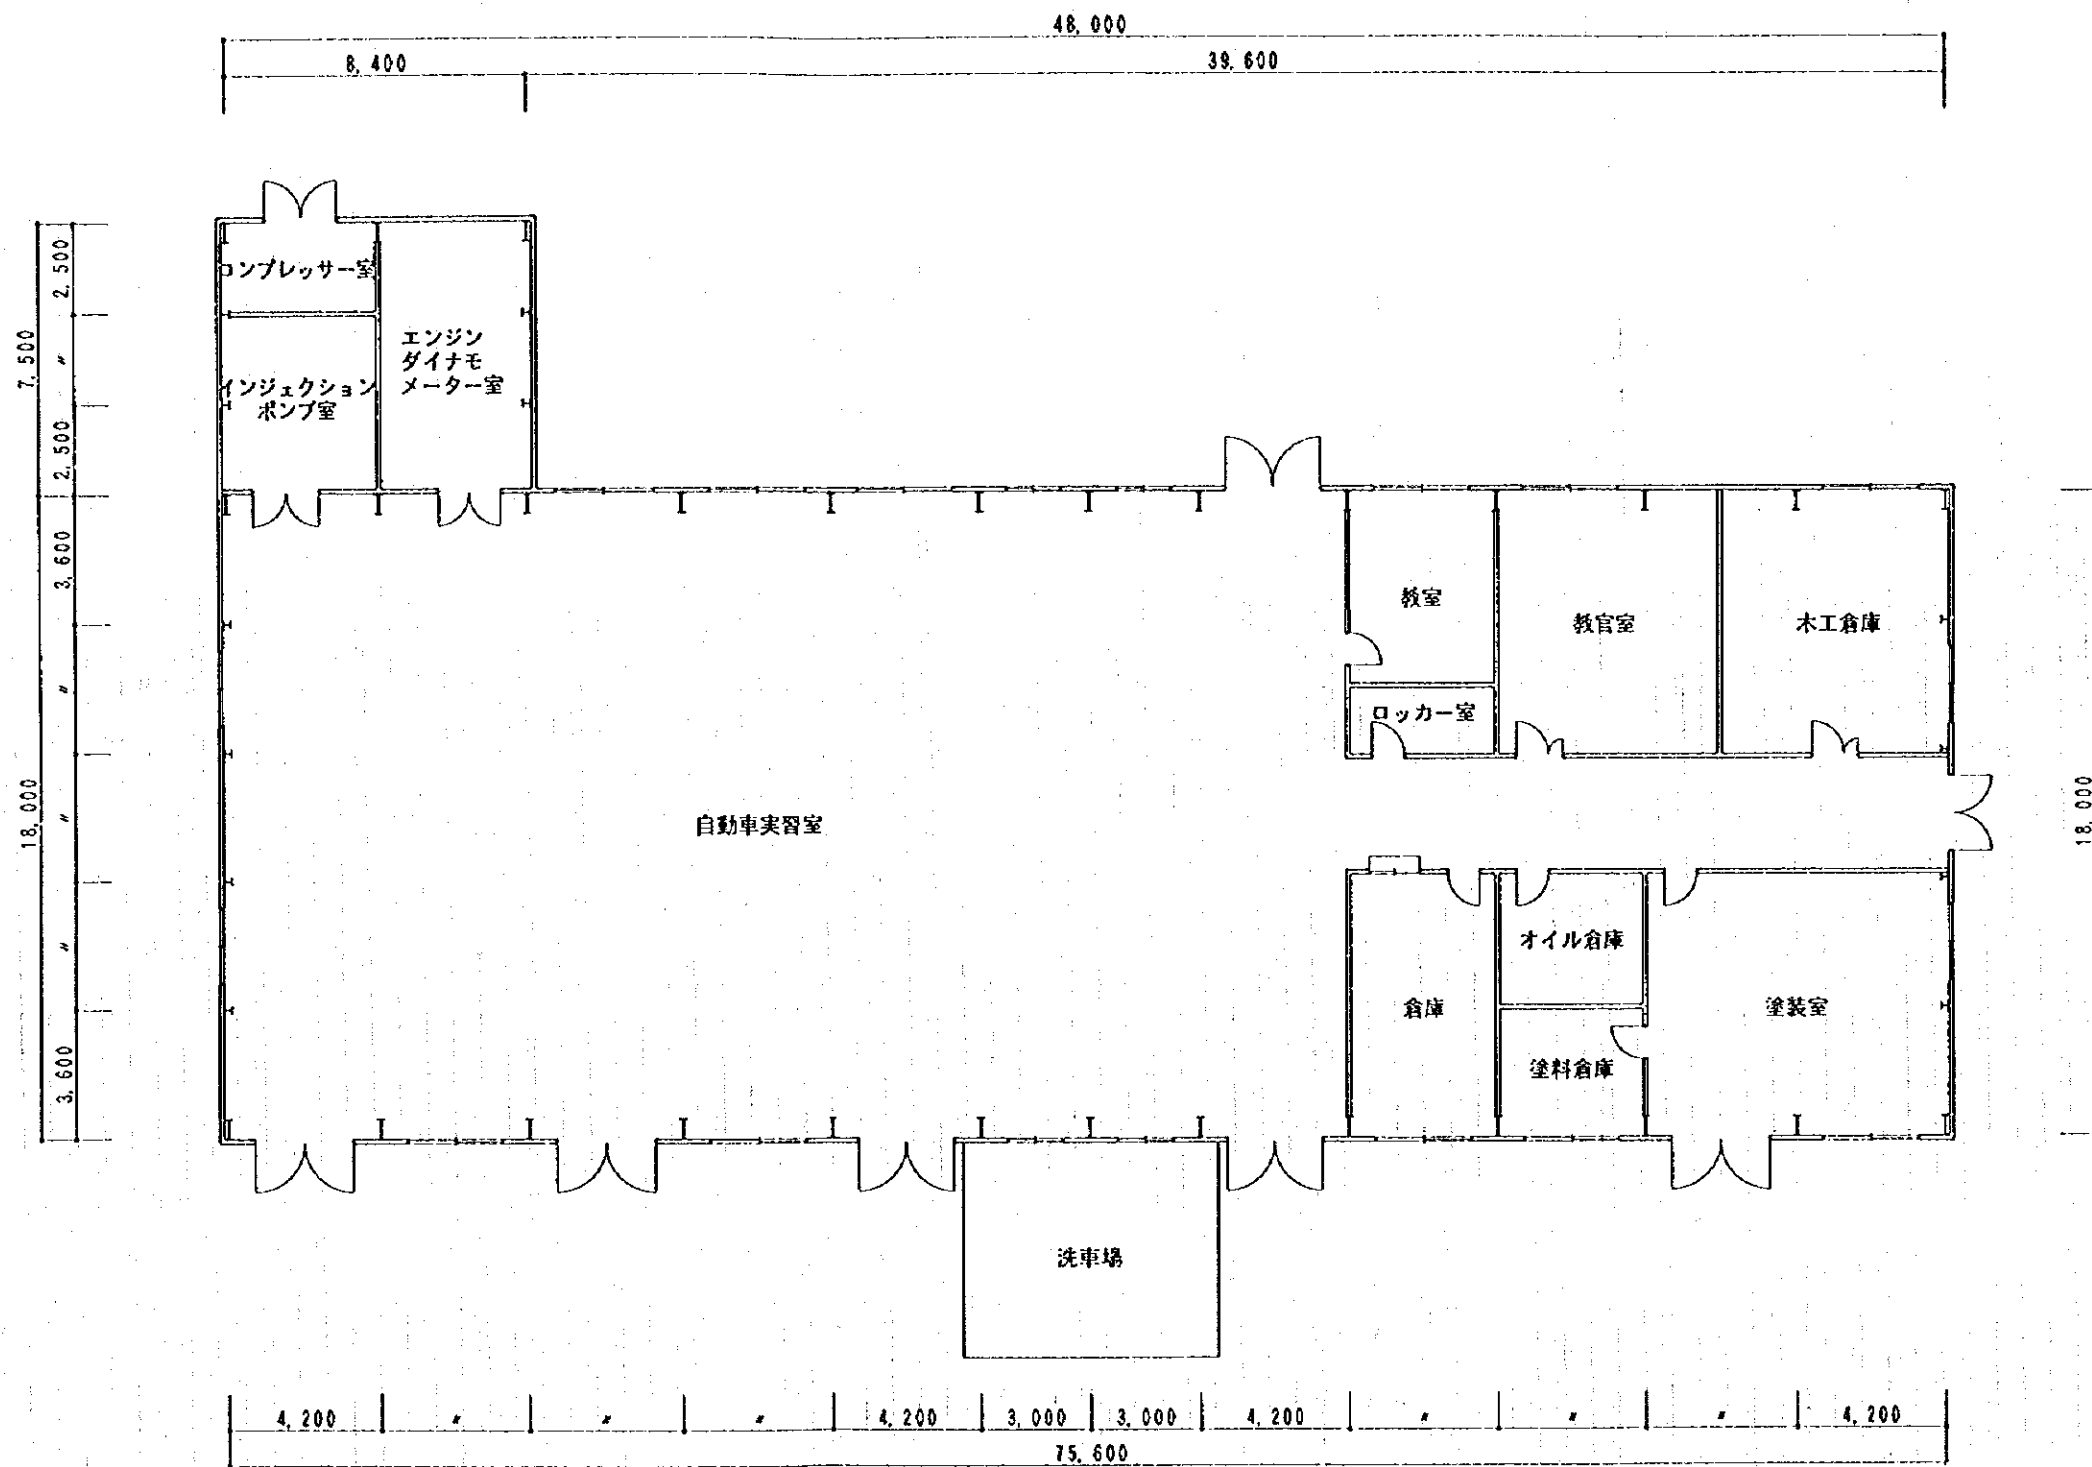 48,000
8,400
39,600
2,500
〃
2,500
7,500
コンプレッサー室
エンジン
ダイナモ
メーター室
インジェクション
ポンプ室
3,600
〃
〃
〃
3,600
18,000
教室
教官室
木工倉庫
ロッカー室
自動車実習室
18,000
オイル倉庫
倉庫
塗装室
塗料倉庫
洗車場
4,200
〃
〃
〃
4,200
3,000
3,000
4,200
〃
〃
〃
4,200
75,600